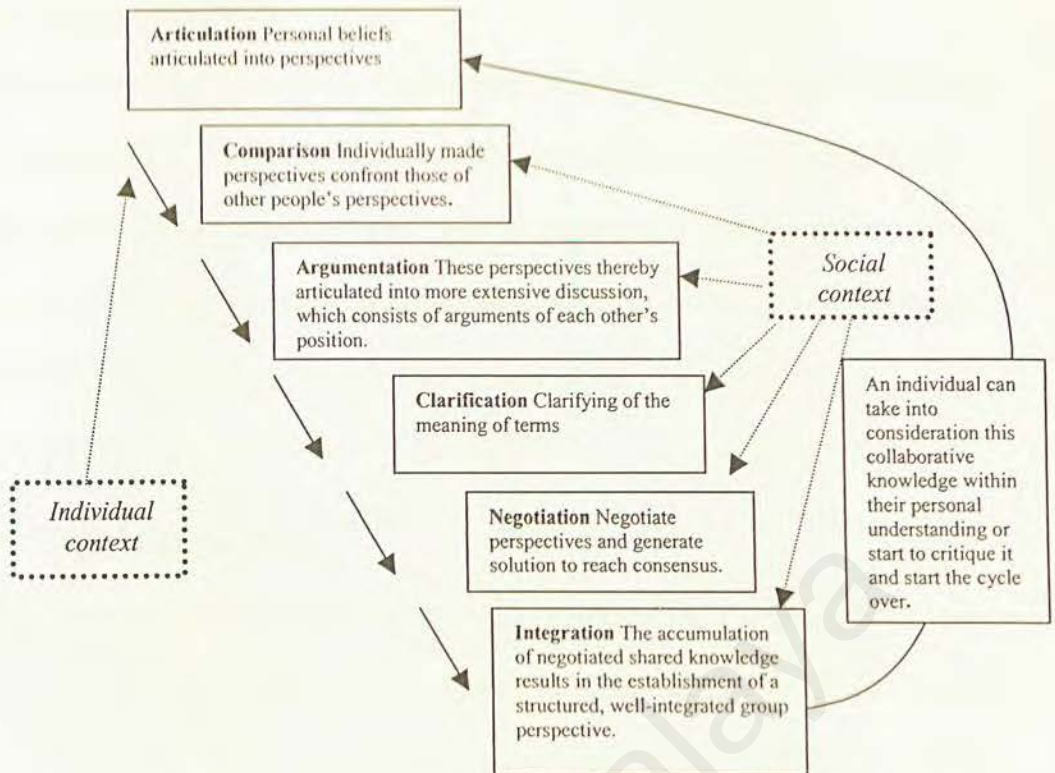 Articulation Personal beliefs
articulated into perspectives
Comparison Individually made
perspectives confront those of
other people's perspectives.
Argumentation These perspectives thereby
articulated into more extensive discussion,
which consists of arguments of each other's
position.
Social
context
Clarification Clarifying of the
meaning of terms
An individual can
take into
consideration this
collaborative
knowledge within
their personal
understanding or
start to critique it
and start the cycle
over.
Individual
context
Negotiation Negotiate
perspectives and generate
solution to reach consensus.
Integration The accumulation
of negotiated shared knowledge
results in the establishment of a
structured, well-integrated group
perspective.